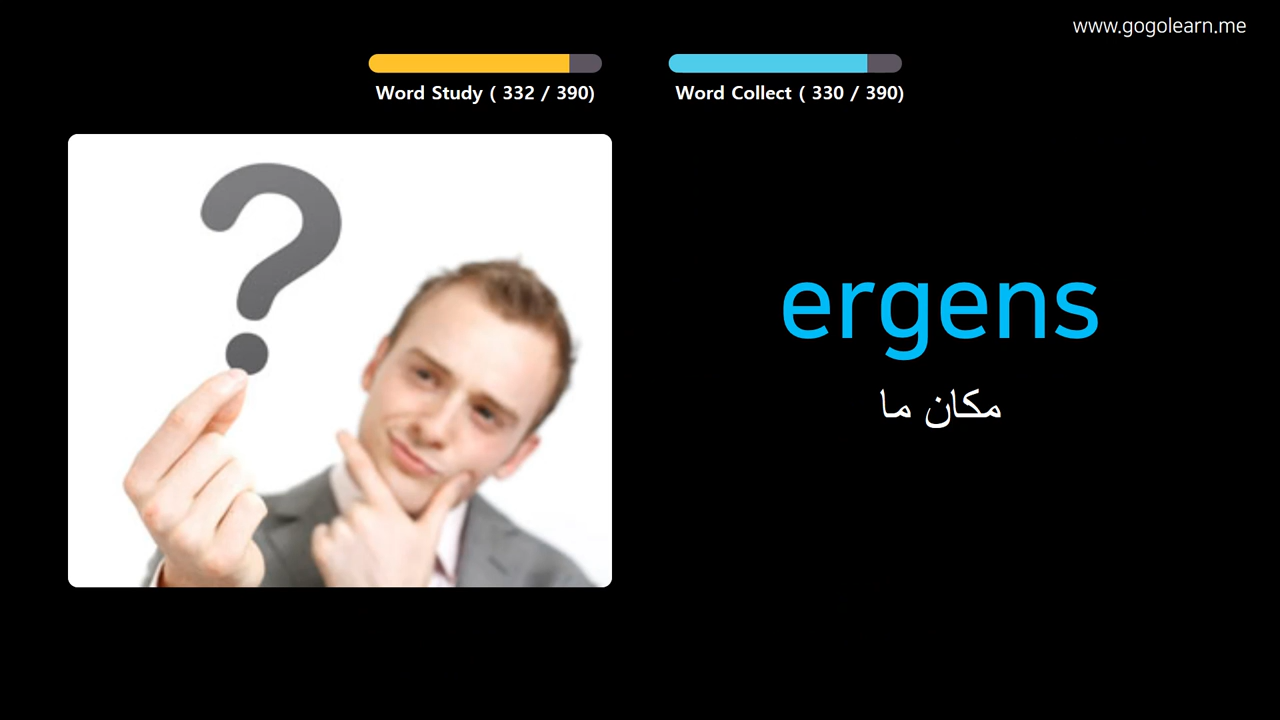 www.gogolearn.me
Word Study ( 332 / 390)
Word Collect ( 330 / 390)
?
ergens
مكان ما